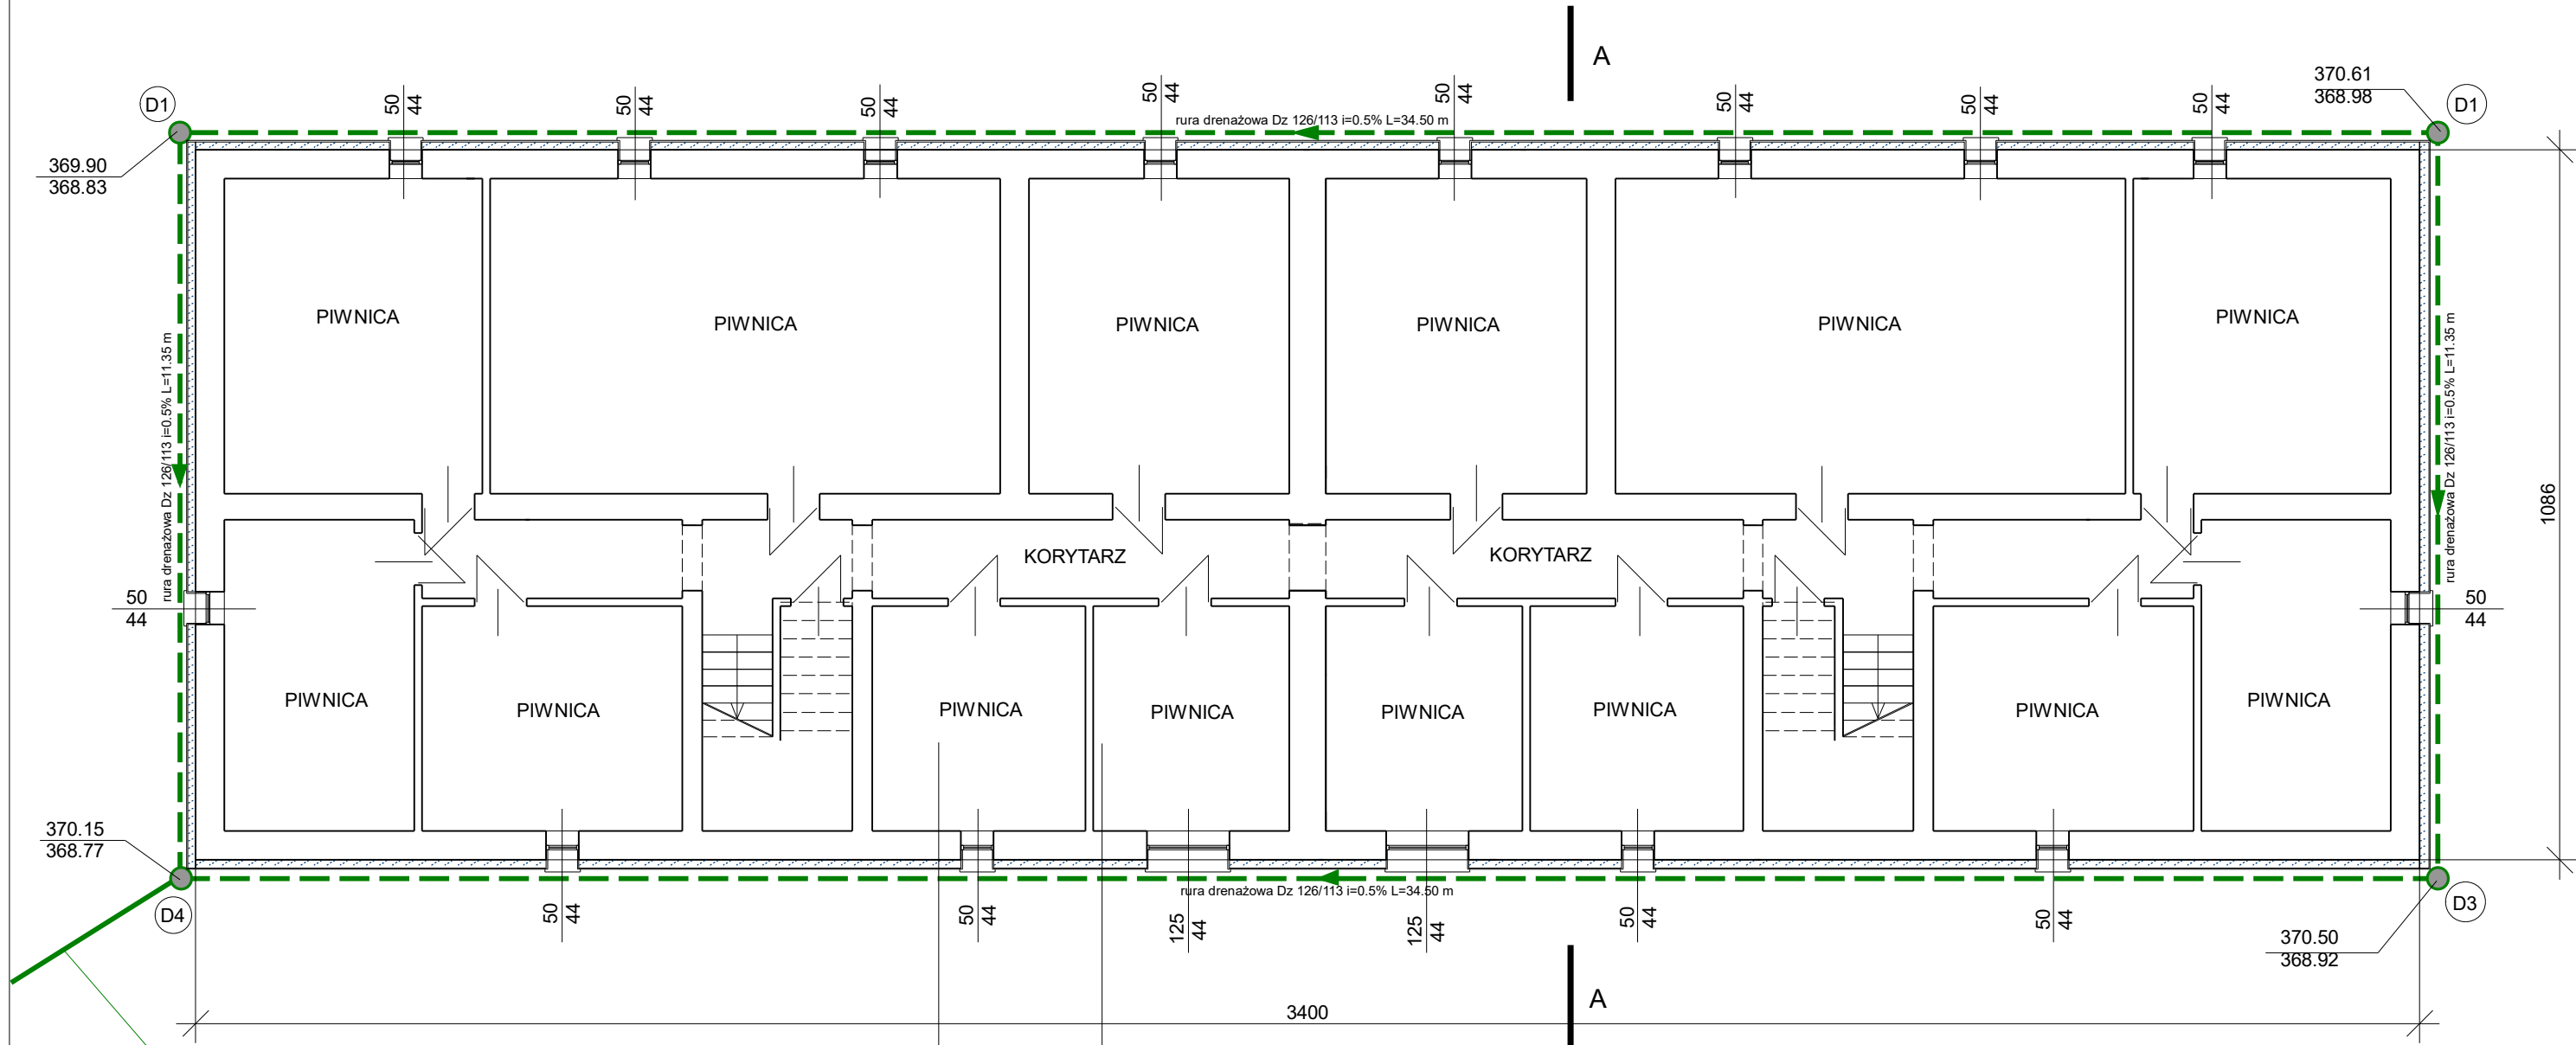 A
370.61
368.98
D1
D1
50
44
50
44
50
44
50
44
50
44
50
44
50
44
50
44
rura drenażowa Dz 126/113 i=0.5% L=34.50 m
369.90
368.83
PIWNICA
PIWNICA
PIWNICA
PIWNICA
PIWNICA
PIWNICA
rura drenażowa Dz 126/113 i=0.5% L=11.35 m
rura drenażowa Dz 126/113 i=0.5% L=11.35 m
1086
KORYTARZ
KORYTARZ
50
44
50
44
PIWNICA
PIWNICA
PIWNICA
PIWNICA
PIWNICA
PIWNICA
PIWNICA
PIWNICA
370.15
368.77
rura drenażowa Dz 126/113 i=0.5% L=34.50 m
D4
D3
50
44
50
44
125
44
125
44
50
44
50
44
370.50
368.92
A
3400